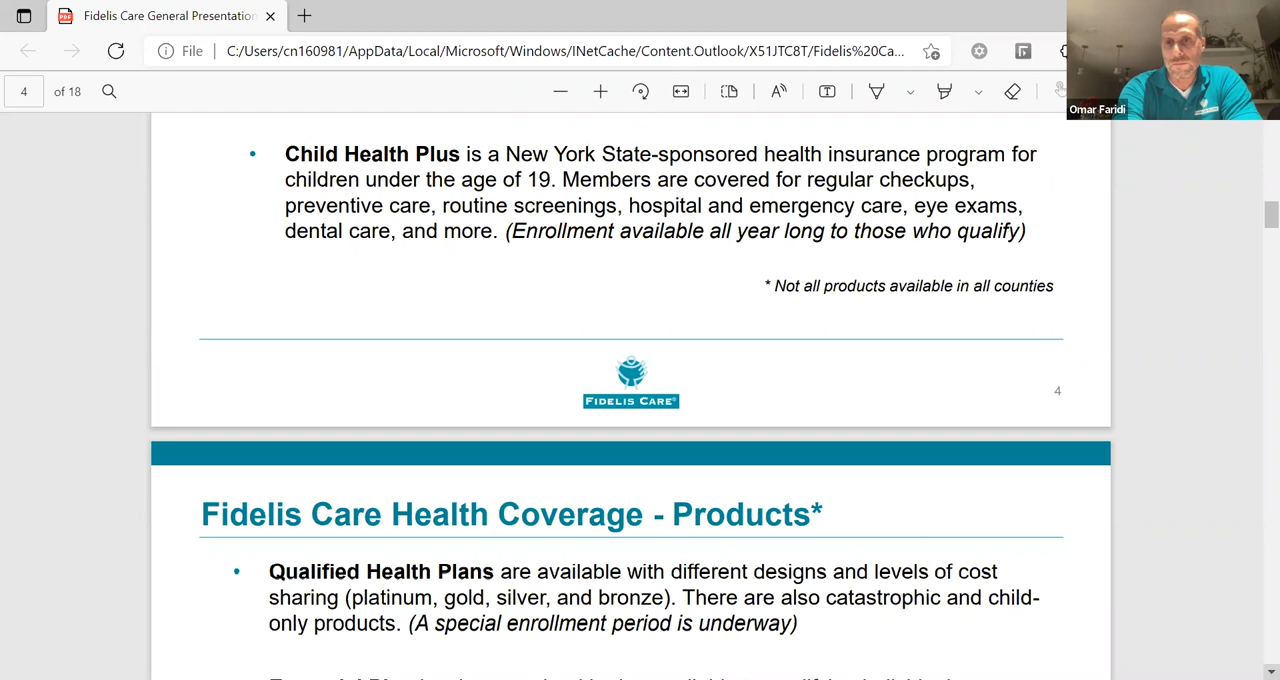 Fidelis Care General Presentation
File
C:/Users/cn160981/AppData/Local/Microsoft/Windows/INetCache/Content.Outlook/X51JTC8T/Fidelis%20Ca...
4 of 18
Omar Faridi
• Child Health Plus is a New York State-sponsored health insurance program for
children under the age of 19. Members are covered for regular checkups,
preventive care, routine screenings, hospital and emergency care, eye exams,
dental care, and more. (Enrollment available all year long to those who qualify)
* Not all products available in all counties
FIDELIS CARE®
4
Fidelis Care Health Coverage - Products*
• Qualified Health Plans are available with different designs and levels of cost
sharing (platinum, gold, silver, and bronze). There are also catastrophic and child-
only products. (A special enrollment period is underway)